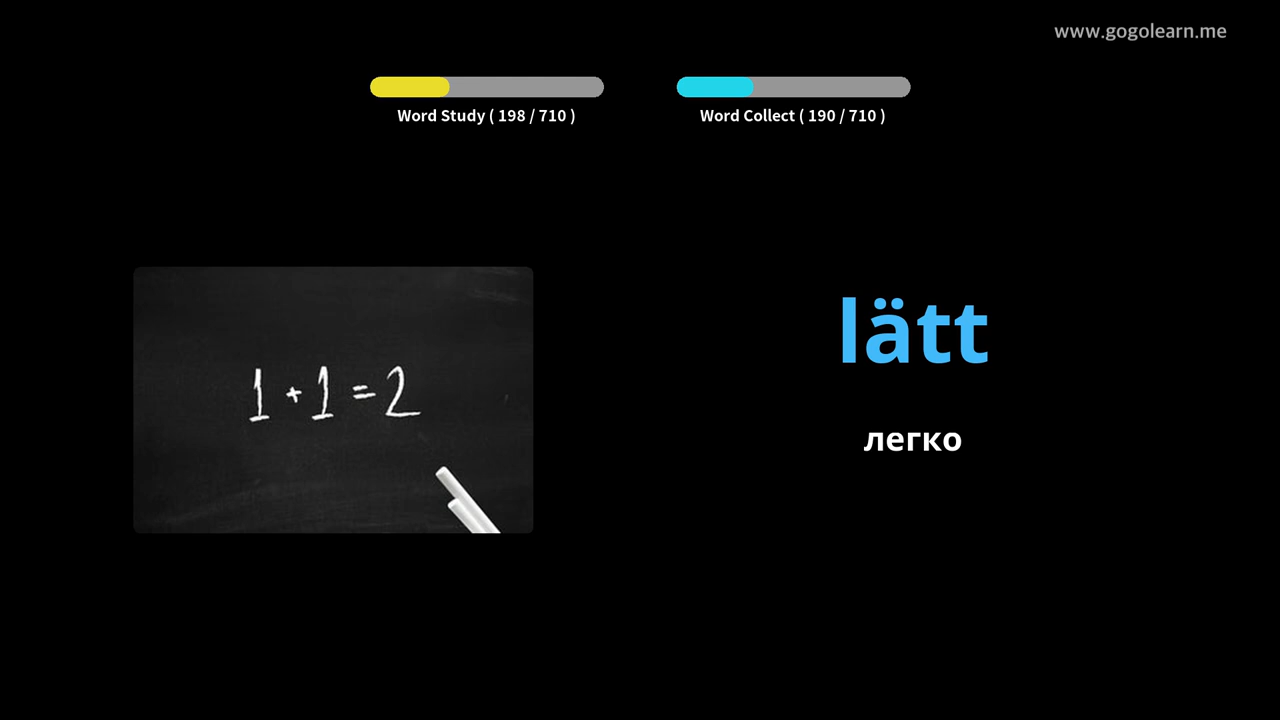 www.gogolearn.me
Word Study ( 198 / 710 )
Word Collect ( 190 / 710 )
1 + 1 = 2
lätt
легко